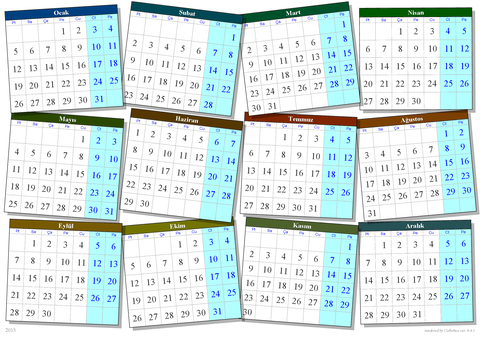 Ocak
Pt Sa Ça Pe Cu Ct Pa
1 2 3 4
5 6 7 8 9 10 11
12 13 14 15 16 17 18
19 20 21 22 23 24 25
26 27 28 29 30 31
Şubat
Pt Sa Ça Pe Cu Ct Pa
1
2 3 4 5 6 7 8
9 10 11 12 13 14 15
16 17 18 19 20 21 22
23 24 25 26 27 28
Mart
Pt Sa Ça Pe Cu Ct Pa
1
2 3 4 5 6 7 8
9 10 11 12 13 14 15
16 17 18 19 20 21 22
23 24 25 26 27 28 29
30 31
Nisan
Pt Sa Ça Pe Cu Ct Pa
1 2 3 4 5
6 7 8 9 10 11 12
13 14 15 16 17 18 19
20 21 22 23 24 25 26
27 28 29 30
Mayıs
Pt Sa Ça Pe Cu Ct Pa
1 2 3
4 5 6 7 8 9 10
11 12 13 14 15 16 17
18 19 20 21 22 23 24
25 26 27 28 29 30 31
Haziran
Pt Sa Ça Pe Cu Ct Pa
1 2 3 4 5 6 7
8 9 10 11 12 13 14
15 16 17 18 19 20 21
22 23 24 25 26 27 28
29 30
Temmuz
Pt Sa Ça Pe Cu Ct Pa
1 2 3 4 5
6 7 8 9 10 11 12
13 14 15 16 17 18 19
20 21 22 23 24 25 26
27 28 29 30 31
Ağustos
Pt Sa Ça Pe Cu Ct Pa
1 2
3 4 5 6 7 8 9
10 11 12 13 14 15 16
17 18 19 20 21 22 23
24 25 26 27 28 29 30
31
Eylül
Pt Sa Ça Pe Cu Ct Pa
1 2 3 4 5 6
7 8 9 10 11 12 13
14 15 16 17 18 19 20
21 22 23 24 25 26 27
28 29 30
Ekim
Pt Sa Ça Pe Cu Ct Pa
1 2 3 4
5 6 7 8 9 10 11
12 13 14 15 16 17 18
19 20 21 22 23 24 25
26 27 28 29 30 31
Kasım
Pt Sa Ça Pe Cu Ct Pa
1
2 3 4 5 6 7 8
9 10 11 12 13 14 15
16 17 18 19 20 21 22
23 24 25 26 27 28 29
30
Aralık
Pt Sa Ça Pe Cu Ct Pa
1 2 3 4 5 6
7 8 9 10 11 12 13
14 15 16 17 18 19 20
21 22 23 24 25 26 27
28 29 30 31
2015